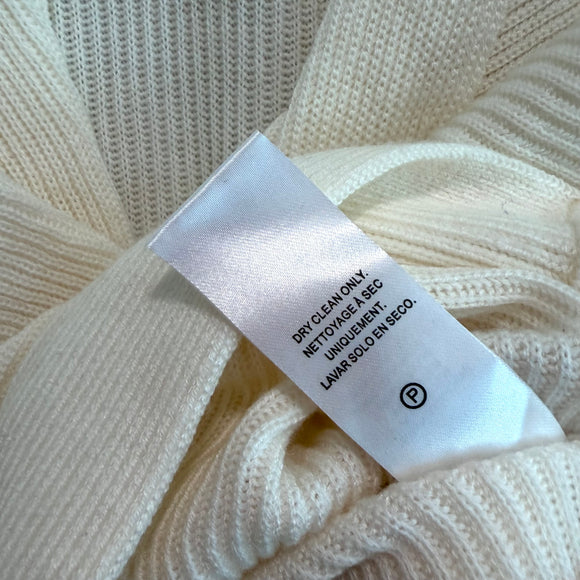 DRY CLEAN ONLY.
NETTOYAGE À SEC
UNIQUEMENT.
LAVAR SOLO EN SECO.
P